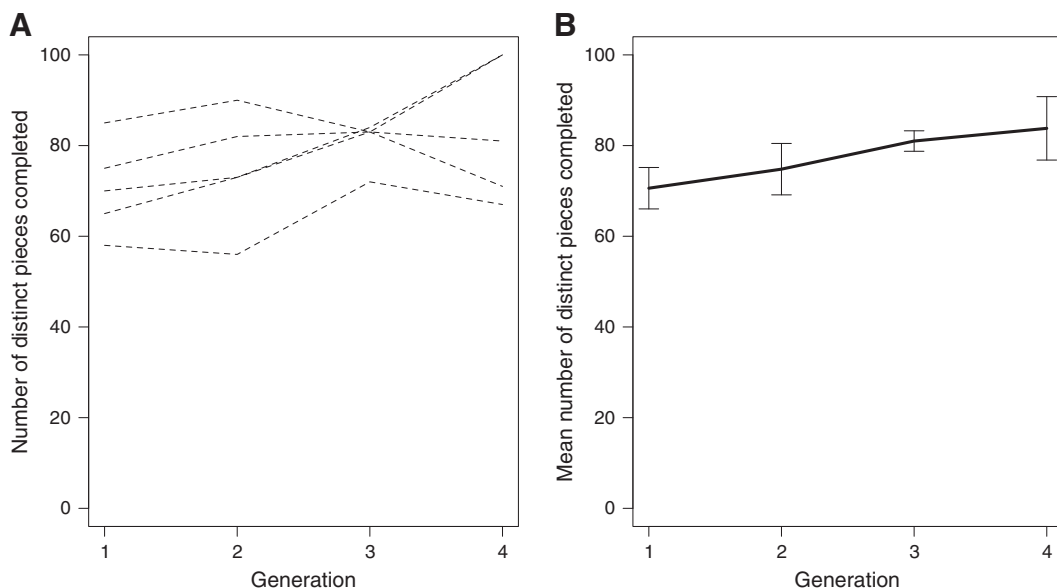 A
Number of distinct pieces completed
100
80
60
40
20
0
1 2 3 4
Generation
B
Mean number of distinct pieces completed
100
80
60
40
20
0
1 2 3 4
Generation